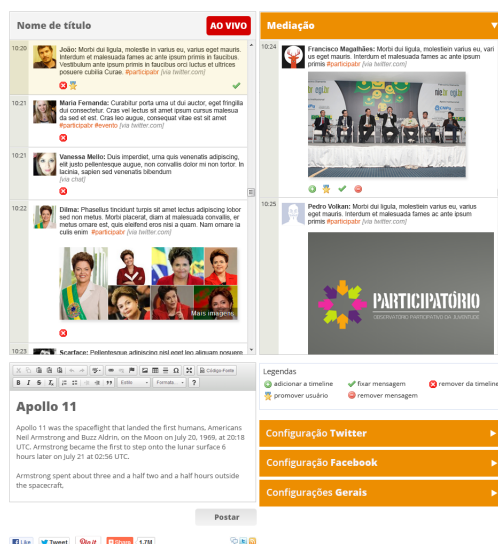 Nome de título
AO VIVO
10:20
João: Morbi dui ligula, molestie in varius eu, varius eget mauris.
Interdum et malesuada fames ac ante ipsum primis in faucibus.
Vestibulum ante ipsum primis in faucibus orci luctus et ultrices
posuere cubilia Curae. #participabr [via twitter.com]
10:21
Maria Fernanda: Curabitur porta urna ut dui auctor, eget fringilla
dui consectetur. Cras vel lectus sit amet ipsum cursus malesua
da sed et est. Cras leo augue, consequat vitae est sit amet
#participabr #evento [via twitter.com]
10:21
Vanessa Mello: Duis imperdiet, urna quis venenatis adipiscing,
elit justo pellentesque augue, non convallis dolor mi non tortor. In
lacinia, sapien sed venenatis bibendum
[via chat]
10:22
Dilma: Phasellus tincidunt turpis sit amet lectus adipiscing lobor
sed non metus. Morbi placerat, diam at malesuada convallis, er
metus ornare est, quis eleifend eros nisi a quam. Nam ornare ia
culis enim #participabr [via twitter.com]
Mais imagens
10:23
Scarface: Pellentesque adipiscing nisl eget leo aliquam posuere
Mediação
10:24
Francisco Magalhães: Morbi dui ligula, molestiein varius eu, vari
us eget mauris. Interdum et malesuada fames ac ante ipsum
primis #participabr [via twitter.com]
10:25
Pedro Volkan: Morbi dui ligula, molestiein varius eu, varius
eget mauris. Interdum et malesuada fames ac ante ipsum
primis #participabr [via twitter.com]
PARTICIPATÓRIO
OBSERVATÓRIO PARTICIPATIVO DA JUVENTUDE
Legendas
adicionar a timeline
fixar mensagem
remover da timeline
promover usuário
remover mensagem
Código-Fonte
B I S Estilo Formata... ?
Apollo 11
Apollo 11 was the spaceflight that landed the first humans, Americans
Neil Armstrong and Buzz Aldrin, on the Moon on July 20, 1969, at 20:18
UTC. Armstrong became the first to step onto the lunar surface 6
hours later on July 21 at 02:56 UTC.
Armstrong spent about three and a half two and a half hours outside
the spacecraft,
Postar
Configuração Twitter
Configuração Facebook
Configurações Gerais
Like
Tweet
Pin it
Share
1.7M